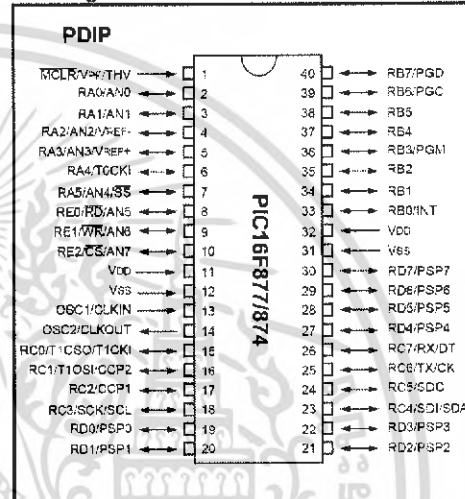 PDIP
MCLR/VPP/THV 1 40 RB7/PGD
RA0/AN0 2 39 RB6/PGC
RA1/AN1 3 38 RB5
RA2/AN2/VREF- 4 37 RB4
RA3/AN3/VREF+ 5 36 RB3/PGM
RA4/T0CKI 6 35 RB2
RA5/AN4/SS 7 34 RB1
RE0/RD/AN5 8 33 RB0/INT
RE1/WR/AN6 9 32 VDD
RE2/CS/AN7 10 31 VSS
VDD 11 30 RD7/PSP7
VSS 12 29 RD6/PSP6
OSC1/CLKIN 13 28 RD5/PSP5
OSC2/CLKOUT 14 27 RD4/PSP4
RC0/T1OSO/T1CKI 15 26 RC7/RX/DT
RC1/T1OSI/CCP2 16 25 RC6/TX/CK
RC2/CCP1 17 24 RC5/SDO
RC3/SCK/SCL 18 23 RC4/SDI/SDA
RD0/PSP0 19 22 RD3/PSP3
RD1/PSP1 20 21 RD2/PSP2
PIC16F877/874